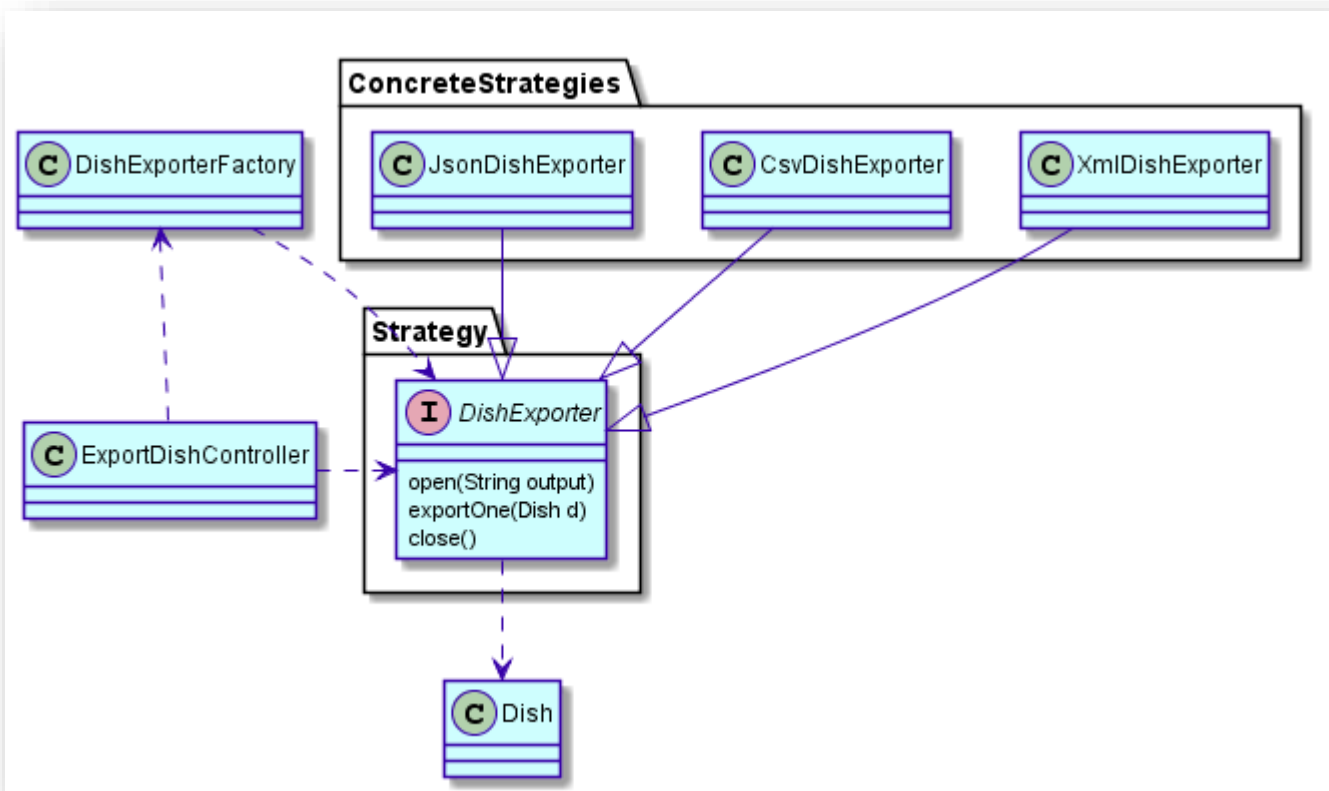 ConcreteStrategies
C DishExporterFactory
C JsonDishExporter
C CsvDishExporter
C XmlDishExporter
Strategy
I DishExporter
open(String output)
exportOne(Dish d)
close()
C ExportDishController
C Dish